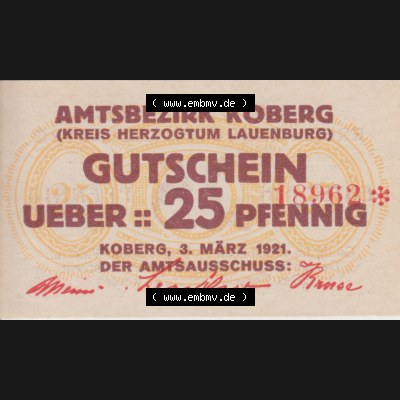 ( www.embmv.de )
AMTSBEZIRK KOBERG
(KREIS HERZOGTUM LAUENBURG)
GUTSCHEIN
18962 *
UEBER :: 25 PFENNIG
KOBERG, 3. MÄRZ 1921.
DER AMTSAUSSCHUSS:
( www.embmv.de )